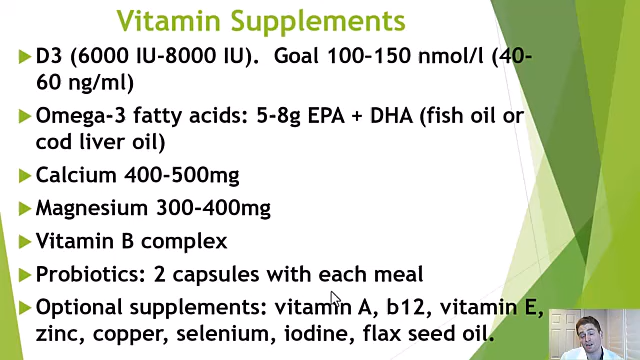 Vitamin Supplements
D3 (6000 IU-8000 IU). Goal 100–150 nmol/l (40-
60 ng/ml)
Omega-3 fatty acids: 5-8g EPA + DHA (fish oil or
cod liver oil)
Calcium 400-500mg
Magnesium 300-400mg
Vitamin B complex
Probiotics: 2 capsules with each meal
Optional supplements: vitamin A, b12, vitamin E,
zinc, copper, selenium, iodine, flax seed oil.